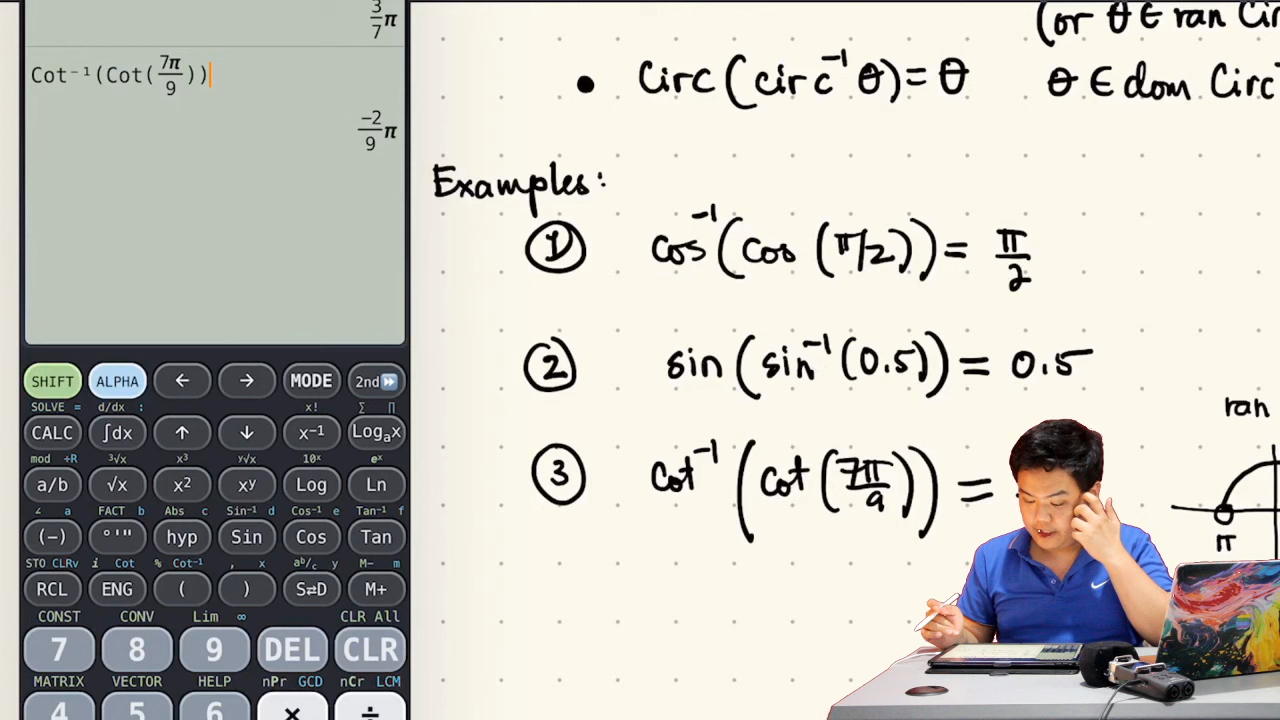 3/7 π
Cot⁻¹(Cot(7π/9))
-2/9 π
(or θ ∈ ran
• Circ(circ⁻¹ θ) = θ θ ∈ dom Circ
Examples:
① cos⁻¹(cos(π/2)) = π/2
② sin(sin⁻¹(0.5)) = 0.5
ran
③ cot⁻¹(cot(7π/9)) =
π
SHIFT ALPHA ← → MODE 2nd
SOLVE = d/dx : x! ∑ ∏
CALC ∫dx ↑ ↓ x⁻¹ Logₐx
mod ÷R ³√x x³ ʸ√x 10ˣ eˣ
a/b √x x² xʸ Log Ln
∠ a FACT b Abs c Sin⁻¹ d Cos⁻¹ e Tan⁻¹ f
(−) °'" hyp Sin Cos Tan
STO CLRv i Cot % Cot⁻¹ , x aᵇ/c y M− m
RCL ENG ( ) S⇄D M+
CONST CONV Lim ∞ CLR All
7 8 9 DEL CLR
MATRIX VECTOR HELP nPr GCD nCr LCM
4 5 6 × ÷